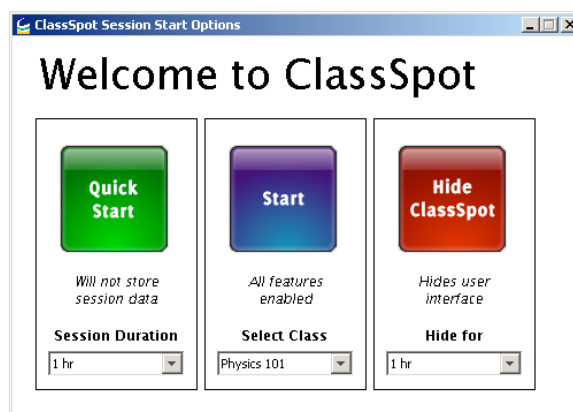 ClassSpot Session Start Options
Welcome to ClassSpot
Quick
Start
Will not store
session data
Session Duration
1 hr
Start
All features
enabled
Select Class
Physics 101
Hide
ClassSpot
Hides user
interface
Hide for
1 hr